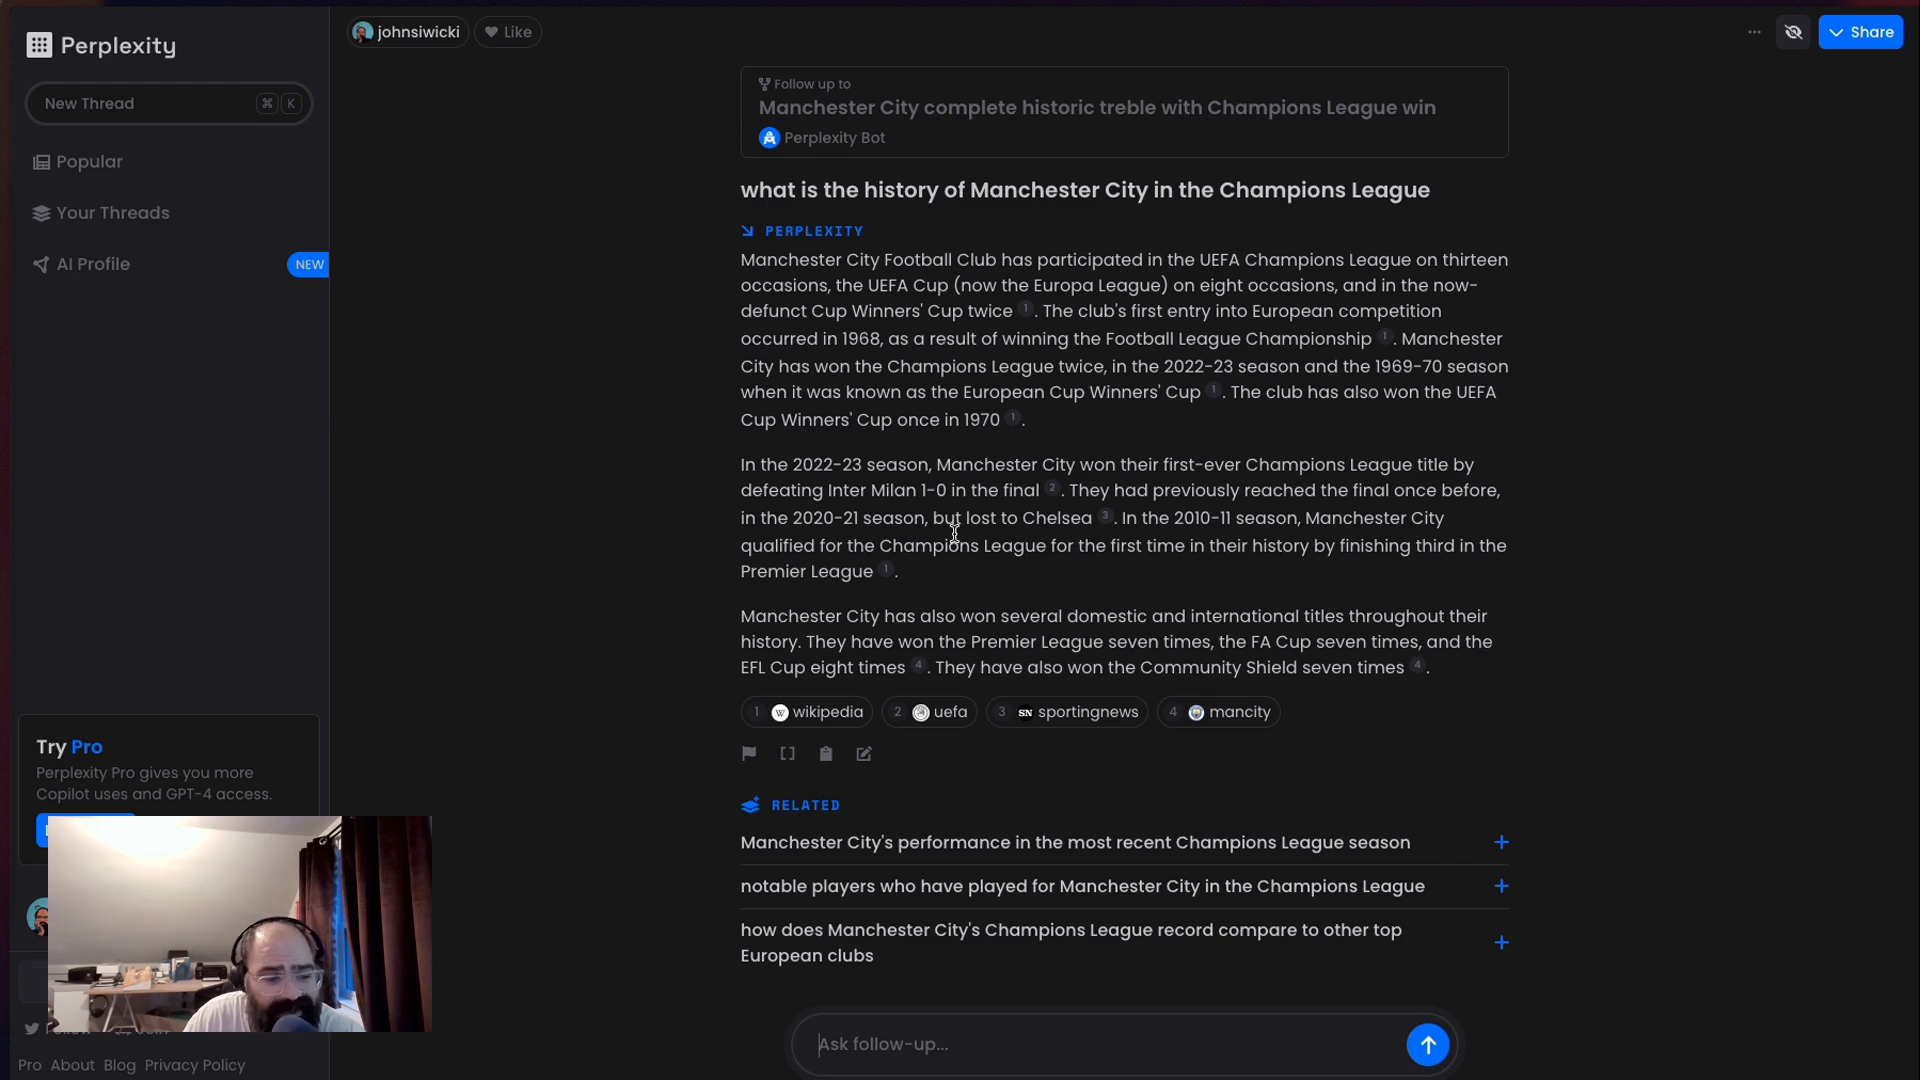 Perplexity
New Thread ⌘ K
Popular
Your Threads
AI Profile NEW
Try Pro
Perplexity Pro gives you more
Copilot uses and GPT-4 access.
Pro About Blog Privacy Policy
johnsiwicki Like
Share
Follow up to
Manchester City complete historic treble with Champions League win
Perplexity Bot
what is the history of Manchester City in the Champions League
PERPLEXITY
Manchester City Football Club has participated in the UEFA Champions League on thirteen
occasions, the UEFA Cup (now the Europa League) on eight occasions, and in the now-
defunct Cup Winners' Cup twice 1. The club's first entry into European competition
occurred in 1968, as a result of winning the Football League Championship 1. Manchester
City has won the Champions League twice, in the 2022-23 season and the 1969-70 season
when it was known as the European Cup Winners' Cup 1. The club has also won the UEFA
Cup Winners' Cup once in 1970 1.
In the 2022-23 season, Manchester City won their first-ever Champions League title by
defeating Inter Milan 1-0 in the final 2. They had previously reached the final once before,
in the 2020-21 season, but lost to Chelsea 3. In the 2010-11 season, Manchester City
qualified for the Champions League for the first time in their history by finishing third in the
Premier League 1.
Manchester City has also won several domestic and international titles throughout their
history. They have won the Premier League seven times, the FA Cup seven times, and the
EFL Cup eight times 4. They have also won the Community Shield seven times 4.
1 W wikipedia 2 uefa 3 SN sportingnews 4 mancity
RELATED
Manchester City's performance in the most recent Champions League season
notable players who have played for Manchester City in the Champions League
how does Manchester City's Champions League record compare to other top
European clubs
Ask follow-up...